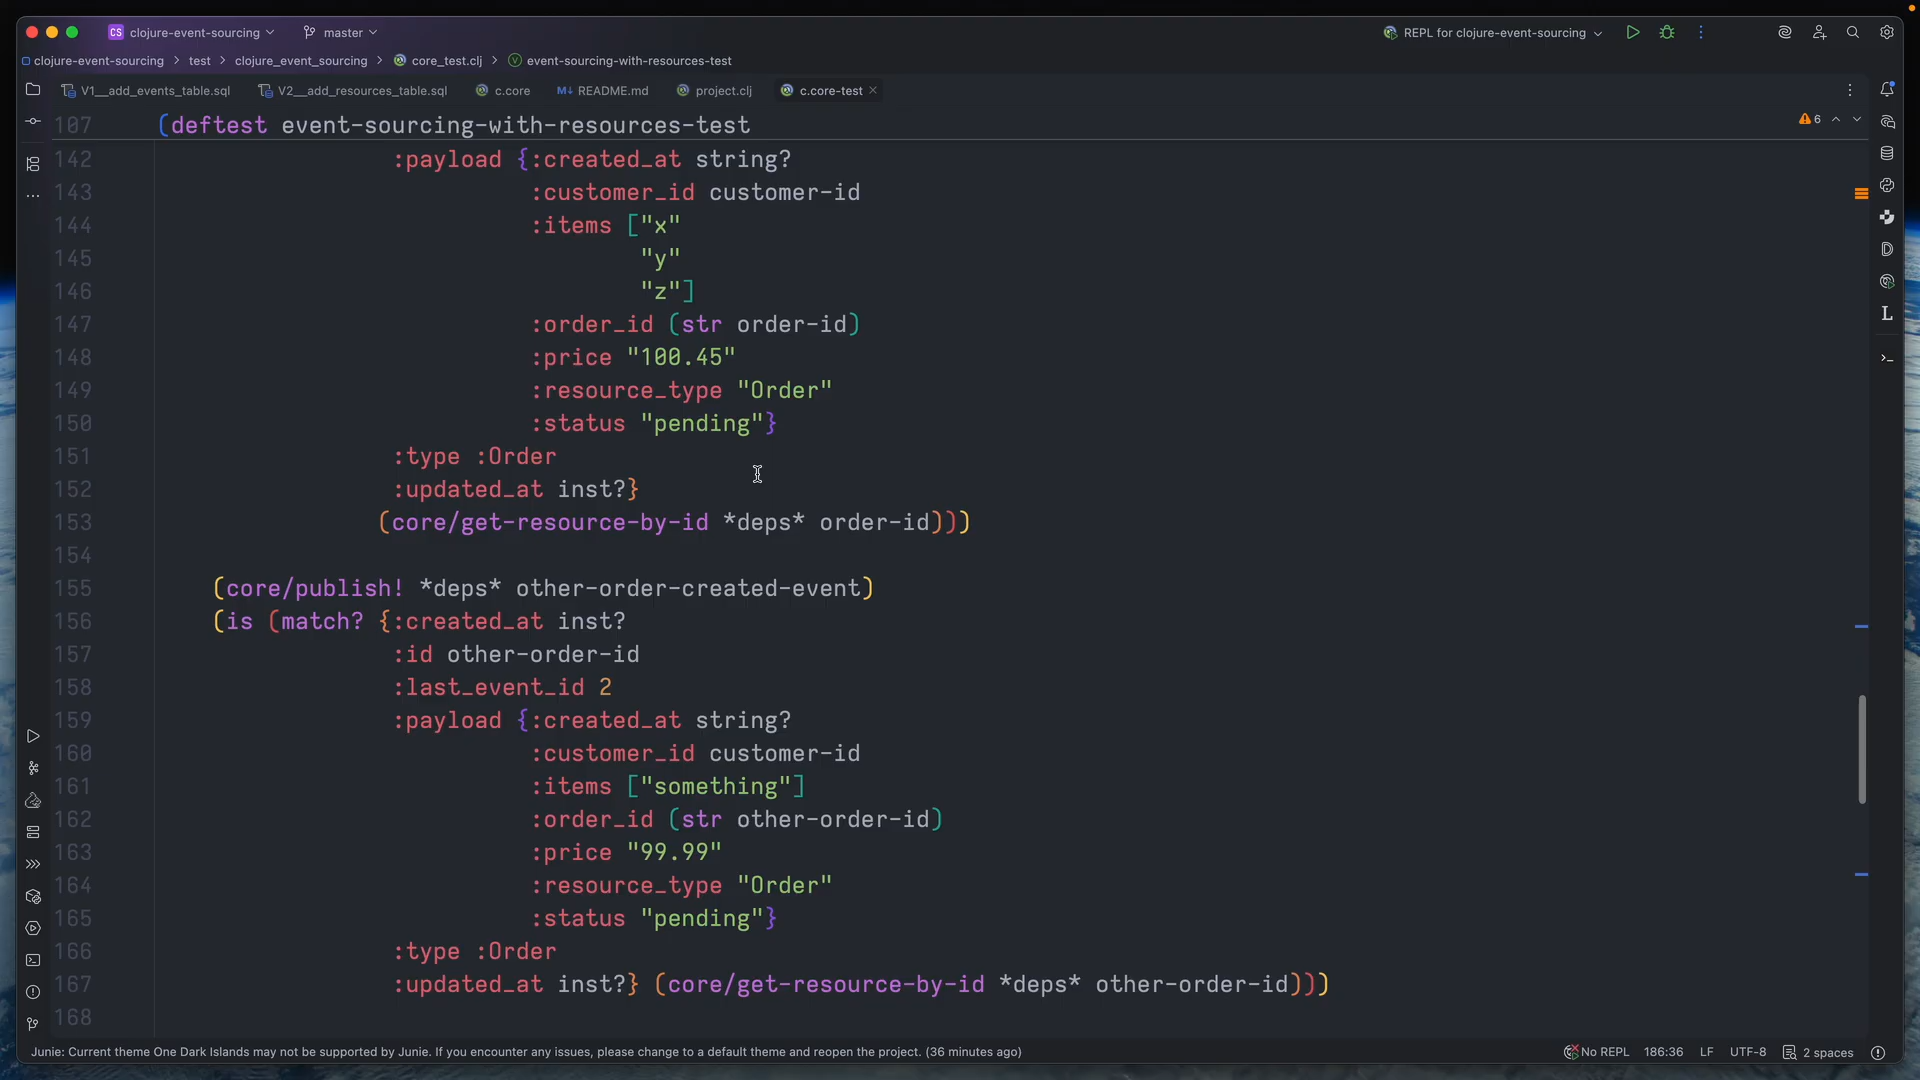 CS clojure-event-sourcing master REPL for clojure-event-sourcing
clojure-event-sourcing > test > clojure_event_sourcing > core_test.clj > event-sourcing-with-resources-test
V1__add_events_table.sql V2__add_resources_table.sql c.core M↓ README.md project.clj c.core-test
107 (deftest event-sourcing-with-resources-test
6
142 :payload {:created_at string?
143 :customer_id customer-id
144 :items ["x"
145 "y"
146 "z"]
147 :order_id (str order-id)
148 :price "100.45"
149 :resource_type "Order"
150 :status "pending"}
151 :type :Order
152 :updated_at inst?}
153 (core/get-resource-by-id *deps* order-id)))
154
155 (core/publish! *deps* other-order-created-event)
156 (is (match? {:created_at inst?
157 :id other-order-id
158 :last_event_id 2
159 :payload {:created_at string?
160 :customer_id customer-id
161 :items ["something"]
162 :order_id (str other-order-id)
163 :price "99.99"
164 :resource_type "Order"
165 :status "pending"}
166 :type :Order
167 :updated_at inst?} (core/get-resource-by-id *deps* other-order-id)))
168
Junie: Current theme One Dark Islands may not be supported by Junie. If you encounter any issues, please change to a default theme and reopen the project. (36 minutes ago) No REPL 186:36 LF UTF-8 2 spaces